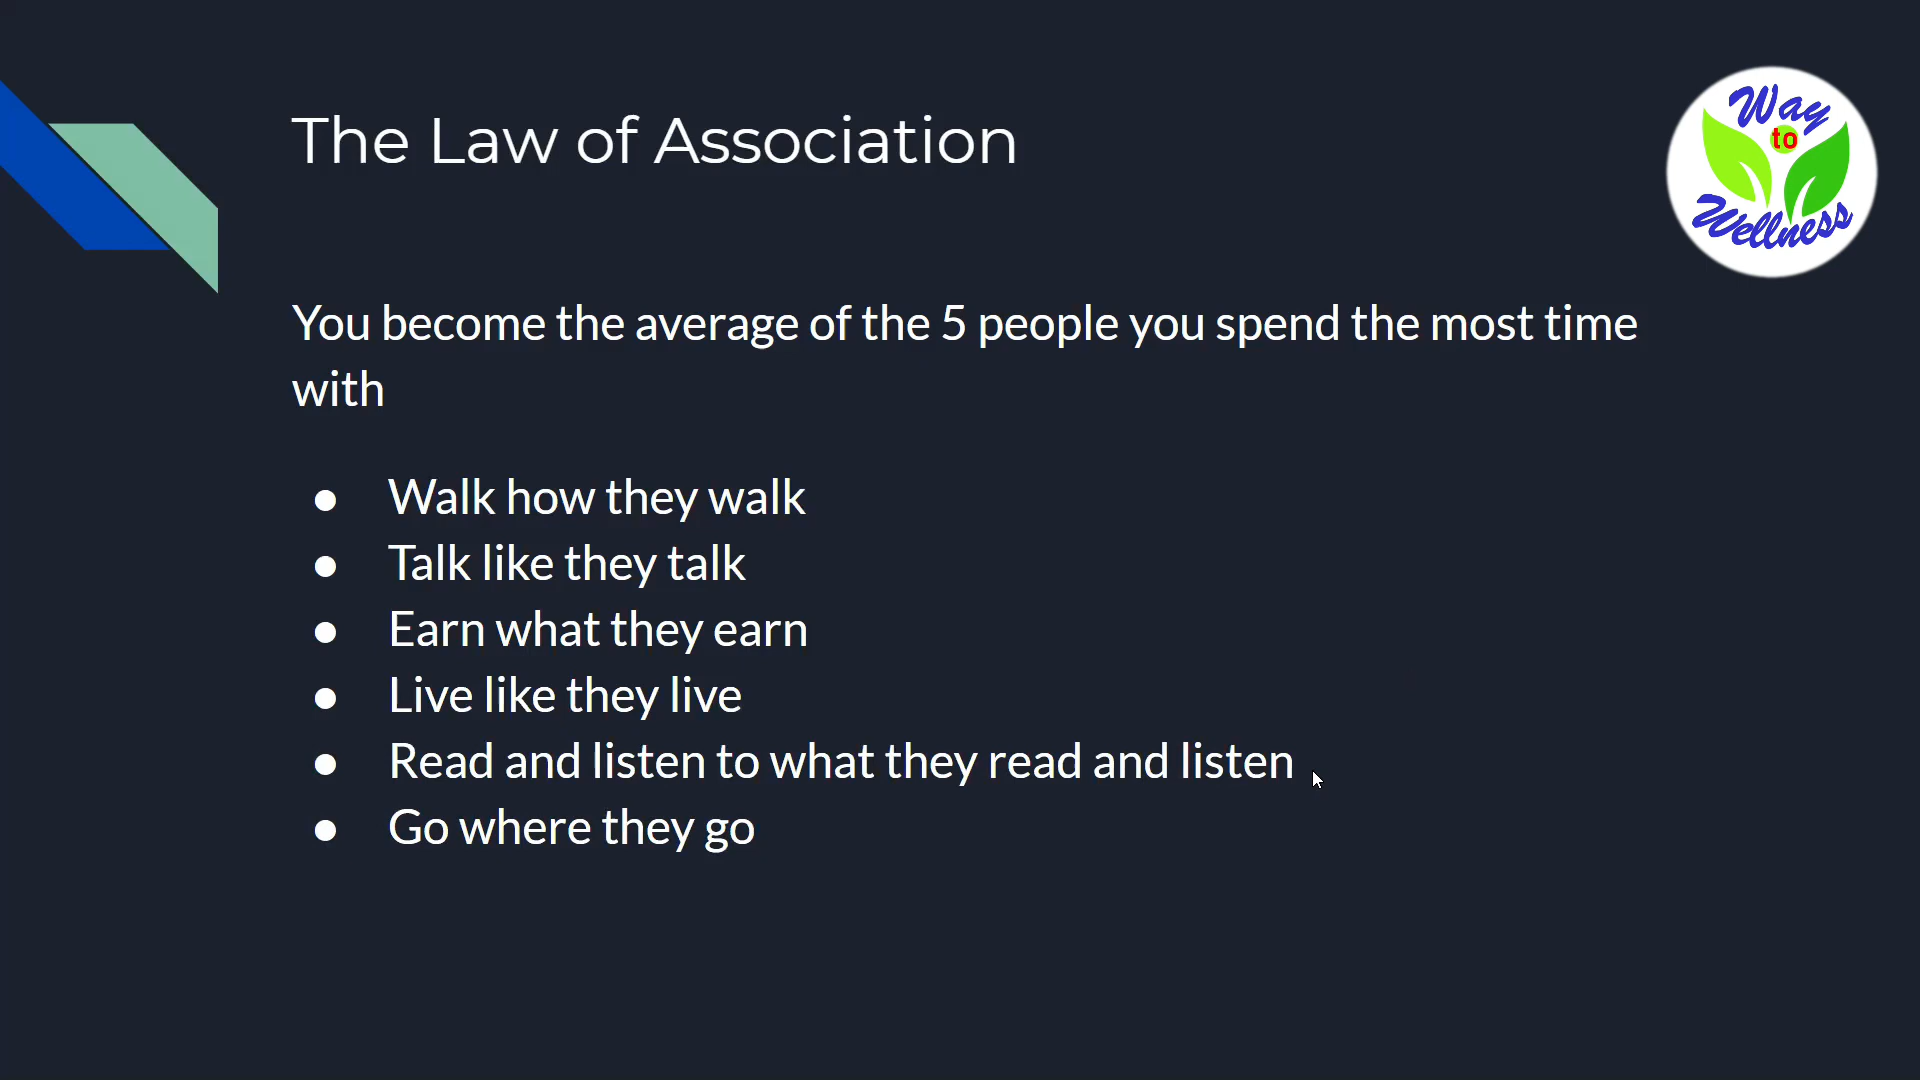 The Law of Association
Way
to
Wellness
You become the average of the 5 people you spend the most time
with
● Walk how they walk
● Talk like they talk
● Earn what they earn
● Live like they live
● Read and listen to what they read and listen
● Go where they go